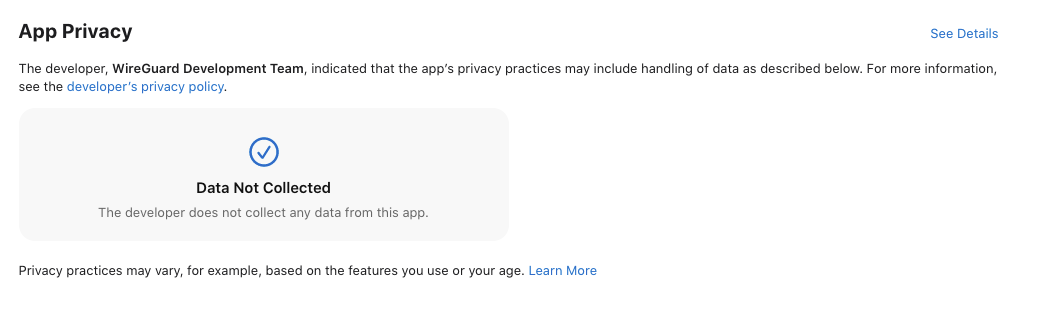 App Privacy
See Details
The developer, WireGuard Development Team, indicated that the app’s privacy practices may include handling of data as described below. For more information,
see the developer’s privacy policy.
Data Not Collected
The developer does not collect any data from this app.
Privacy practices may vary, for example, based on the features you use or your age. Learn More